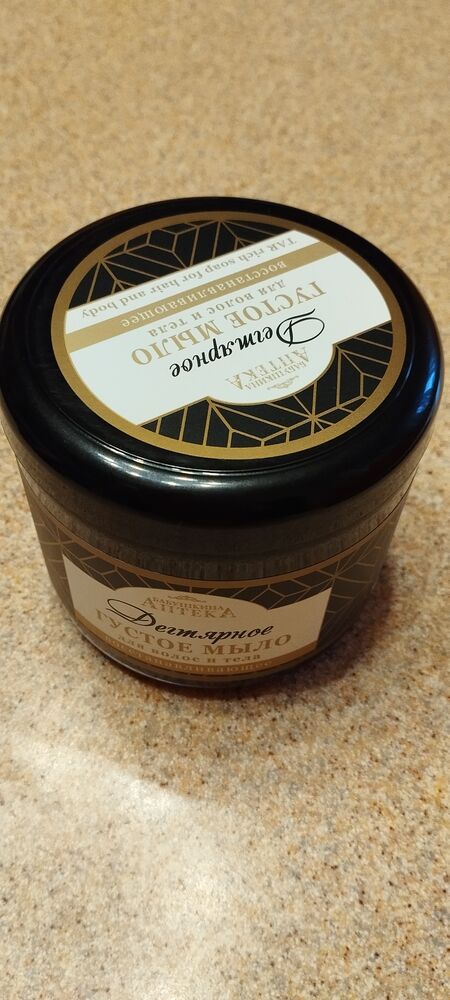 БАБУШКИНА
АПТЕКА
Дегтярное
ГУСТОЕ МЫЛО
для волос и тела
восстанавливающее
TAR rich soap for hair and body
БАБУШКИНА
АПТЕКА
Дегтярное
ГУСТОЕ МЫЛО
для волос и тела
восстанавливающее